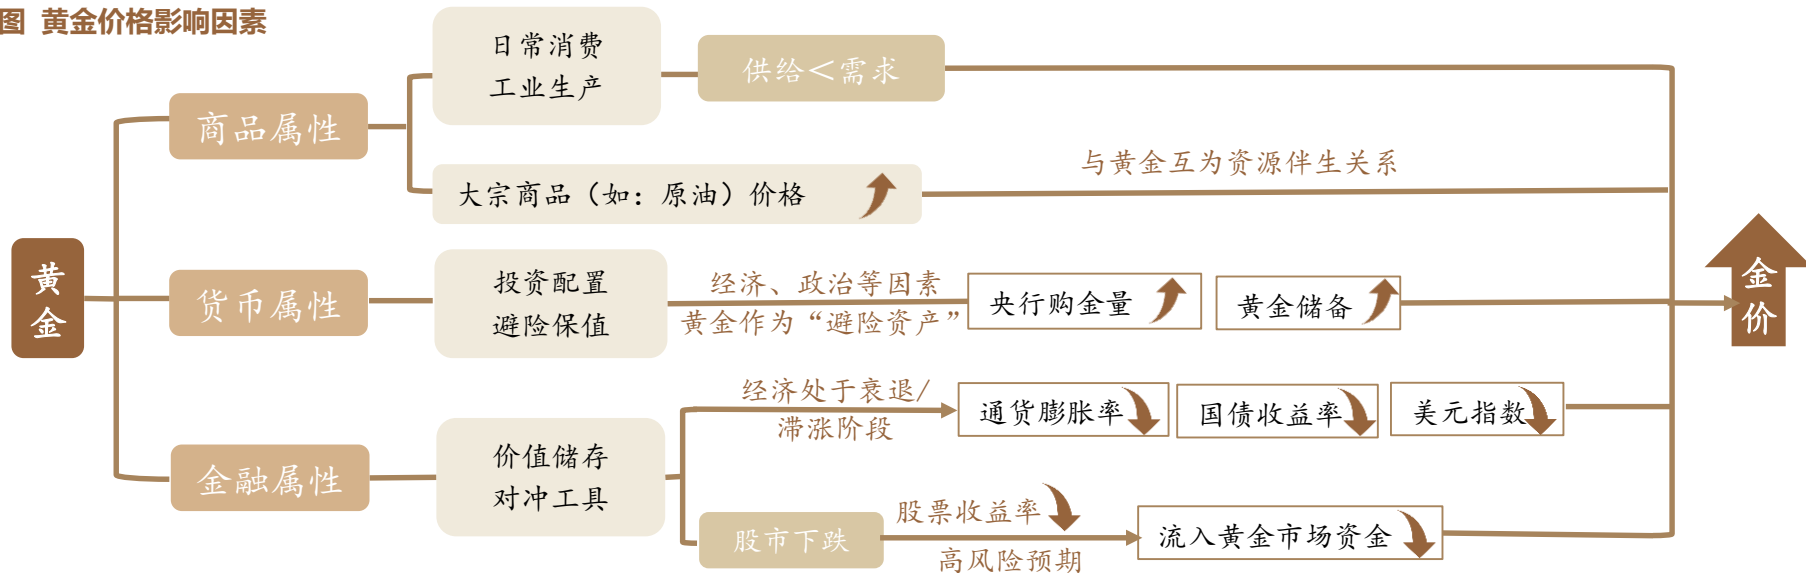 图 黄金价格影响因素
黄金
商品属性
日常消费
工业生产
供给<需求
大宗商品（如：原油）价格
与黄金互为资源伴生关系
货币属性
投资配置
避险保值
经济、政治等因素
黄金作为“避险资产”
央行购金量
黄金储备
金融属性
价值储存
对冲工具
经济处于衰退/
滞涨阶段
通货膨胀率
国债收益率
美元指数
股市下跌
股票收益率
高风险预期
流入黄金市场资金
金价